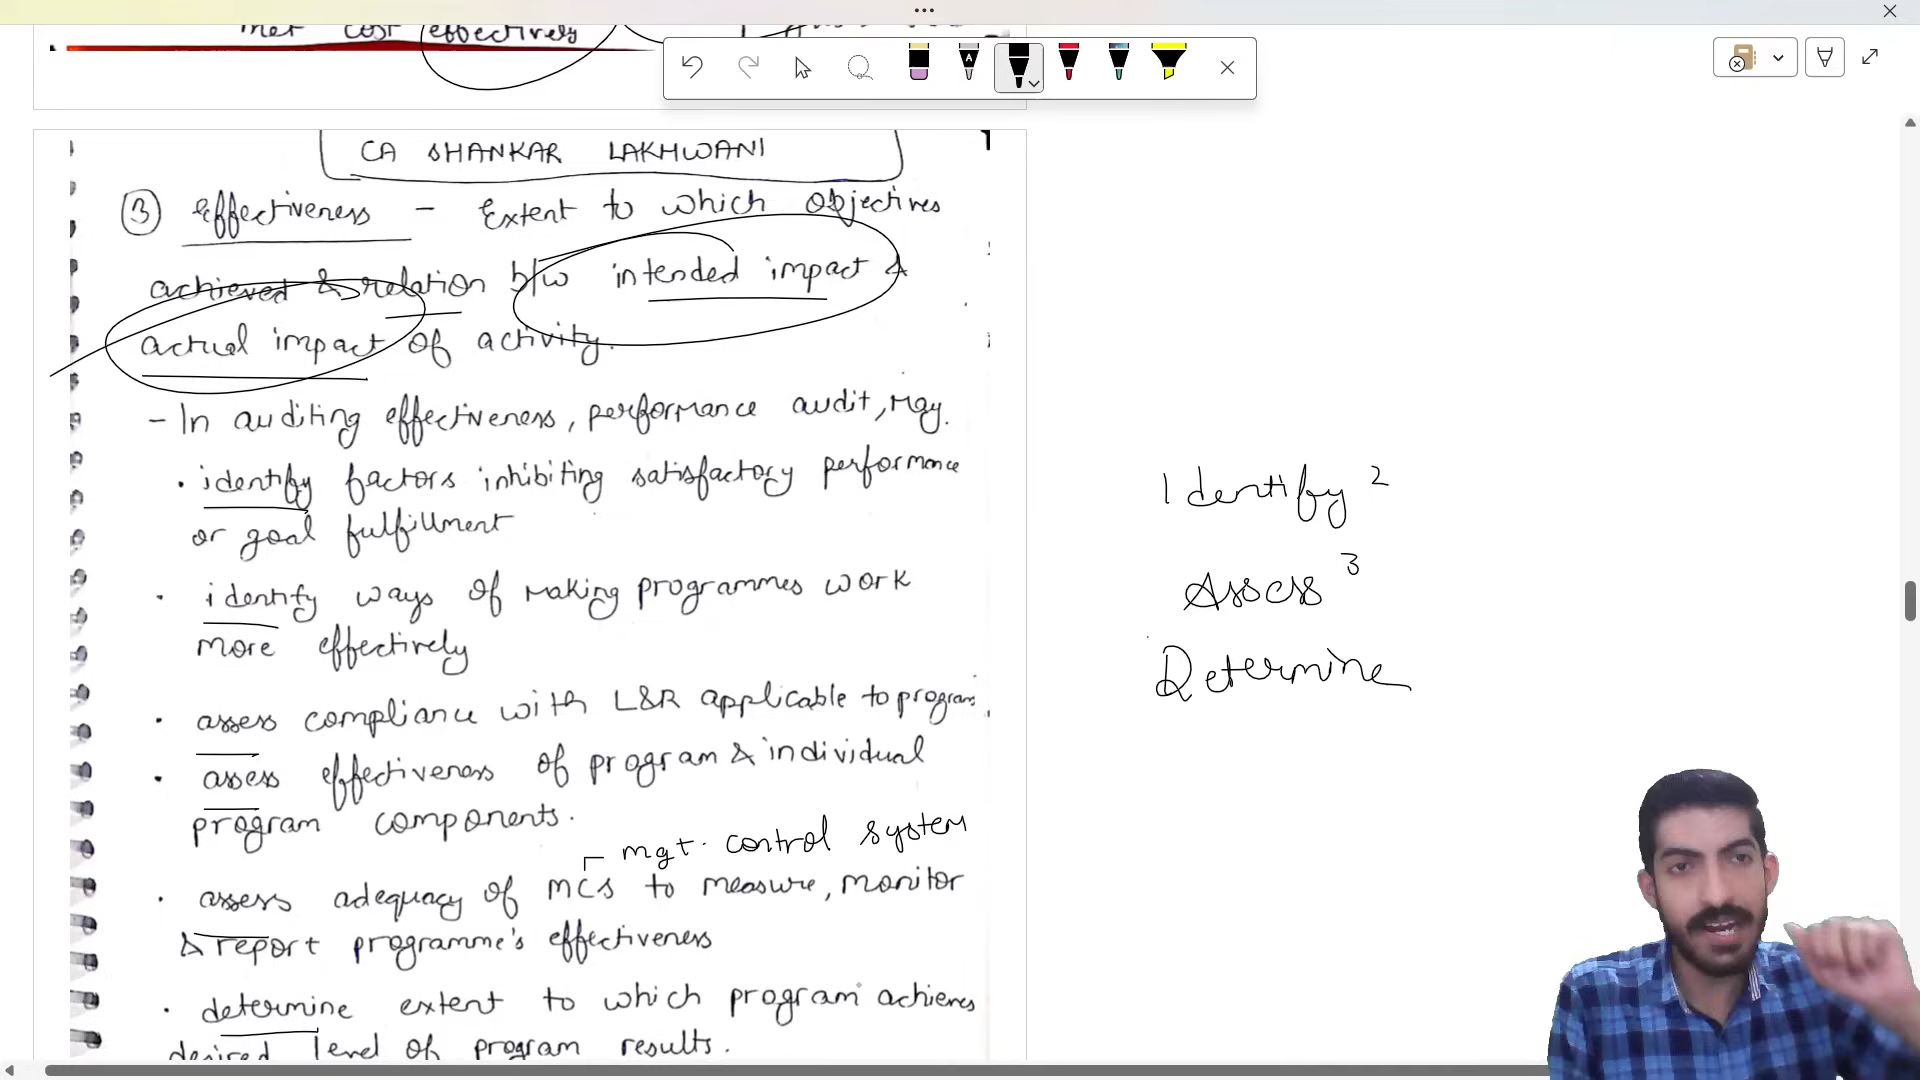 met cost effectively
CA SHANKAR LAKHWANI
③ effectiveness - Extent to which objectives
achieved & relation b/w intended impact &
actual impact of activity.
- In auditing effectiveness, performance audit, may.
• identify factors inhibiting satisfactory performance
or goal fulfillment
• identify ways of making programmes work
more effectively
• assess compliance with L&R applicable to program
• assess effectiveness of program & individual
program components.
mgt. control system
• assess adequacy of MCS to measure, monitor
& report programme's effectiveness
• determine extent to which program achieves
desired level of program results.
Identify 2
Assess 3
Determine